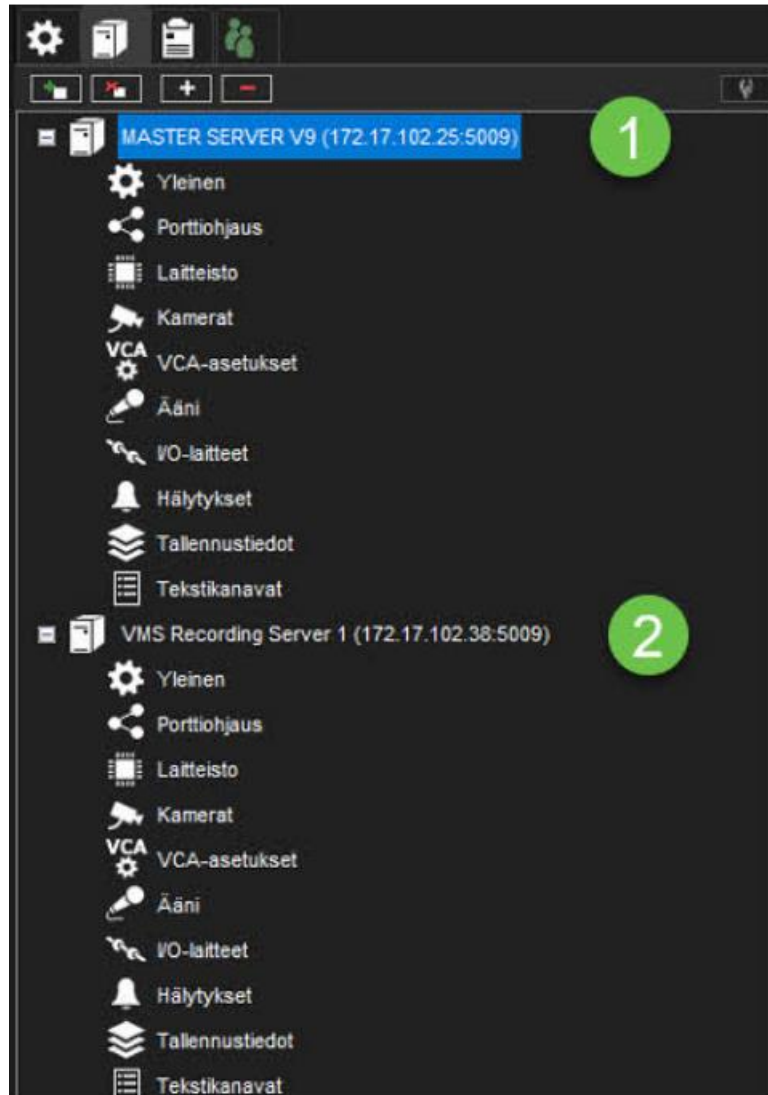 MASTER SERVER V9 (172.17.102.25:5009)
1
Yleinen
Porttiohjaus
Laitteisto
Kamerat
VCA
VCA-asetukset
Ääni
I/O-laitteet
Hälytykset
Tallennustiedot
Tekstikanavat
VMS Recording Server 1 (172.17.102.38:5009)
2
Yleinen
Porttiohjaus
Laitteisto
Kamerat
VCA
VCA-asetukset
Ääni
I/O-laitteet
Hälytykset
Tallennustiedot
Tekstikanavat